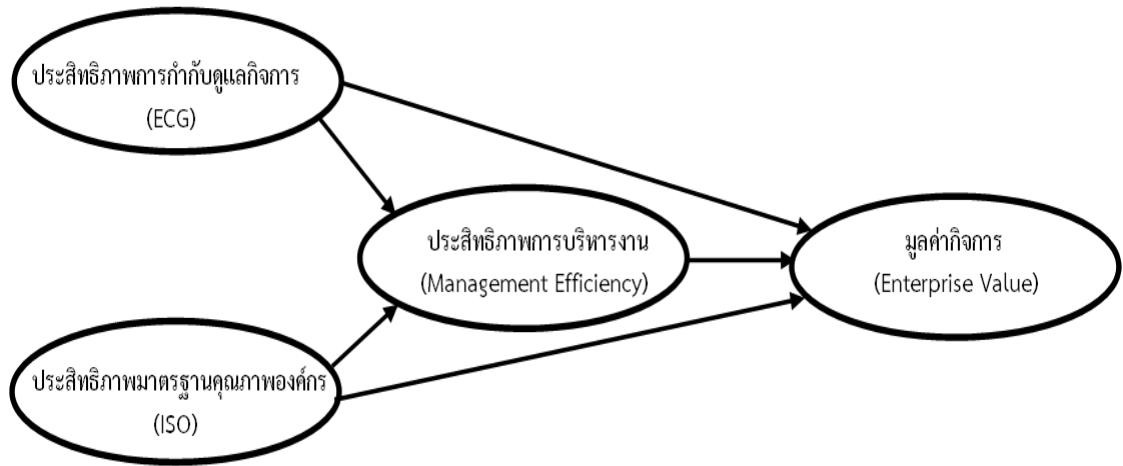 ประสิทธิภาพการกำกับดูแลกิจการ
(ECG)
ประสิทธิภาพการบริหารงาน
(Management Efficiency)
มูลค่ากิจการ
(Enterprise Value)
ประสิทธิภาพมาตรฐานคุณภาพองค์กร
(ISO)